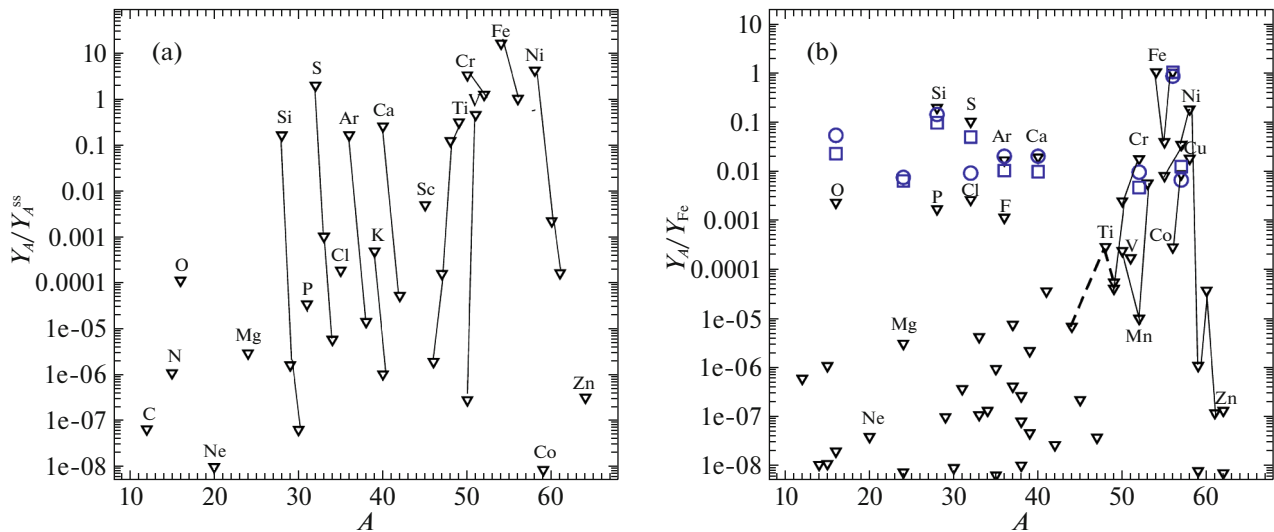 (a)
10
1
0.1
0.01
0.001
0.0001
1e-05
1e-06
1e-07
1e-08
Y_A/Y_A^ss
C
N
O
Ne
Mg
Si
P
S
Cl
Ar
K
Ca
Sc
Ti
V
Cr
Fe
Ni
Co
Zn
10 20 30 40 50 60
A
(b)
10
1
0.1
0.01
0.001
0.0001
1e-05
1e-06
1e-07
1e-08
Y_A/Y_Fe
O
Ne
Mg
Si
P
S
Cl
Ar
F
Ca
Ti
V
Cr
Mn
Fe
Co
Ni
Cu
Zn
10 20 30 40 50 60
A